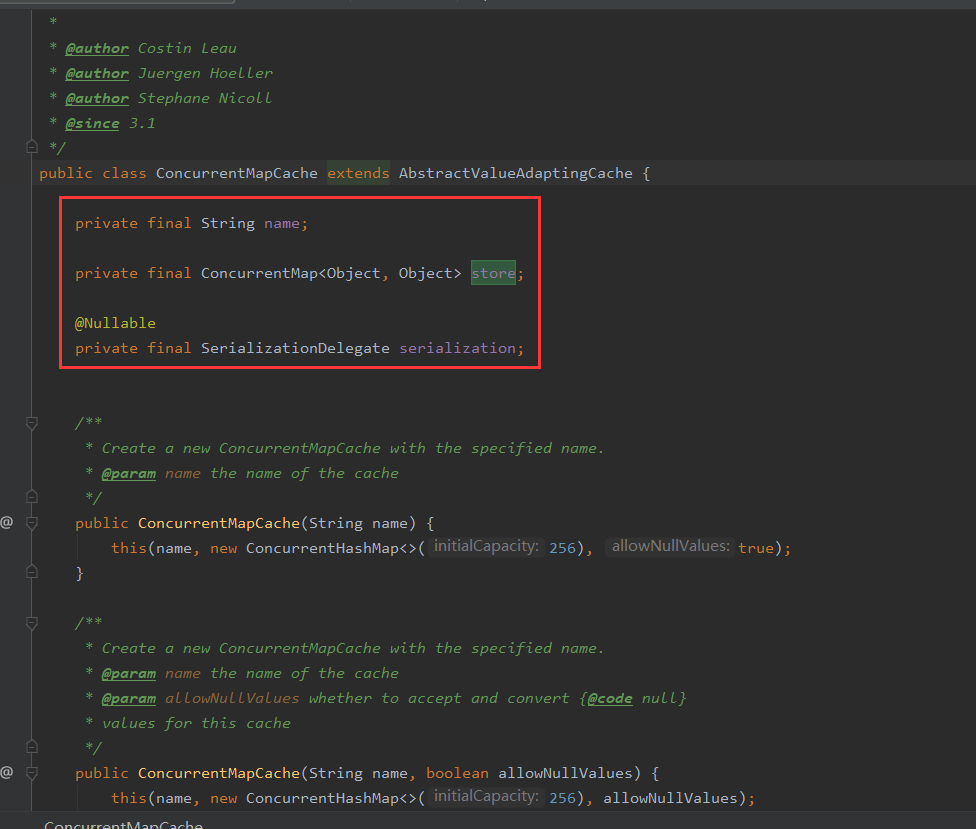 *
* @author Costin Leau
* @author Juergen Hoeller
* @author Stephane Nicoll
* @since 3.1
*/
public class ConcurrentMapCache extends AbstractValueAdaptingCache {
private final String name;
private final ConcurrentMap<Object, Object> store;
@Nullable
private final SerializationDelegate serialization;
/**
* Create a new ConcurrentMapCache with the specified name.
* @param name the name of the cache
*/
@ public ConcurrentMapCache(String name) {
this(name, new ConcurrentHashMap<>( initialCapacity: 256), allowNullValues: true);
}
/**
* Create a new ConcurrentMapCache with the specified name.
* @param name the name of the cache
* @param allowNullValues whether to accept and convert {@code null}
* values for this cache
*/
@ public ConcurrentMapCache(String name, boolean allowNullValues) {
this(name, new ConcurrentHashMap<>( initialCapacity: 256), allowNullValues);
ConcurrentMapCache